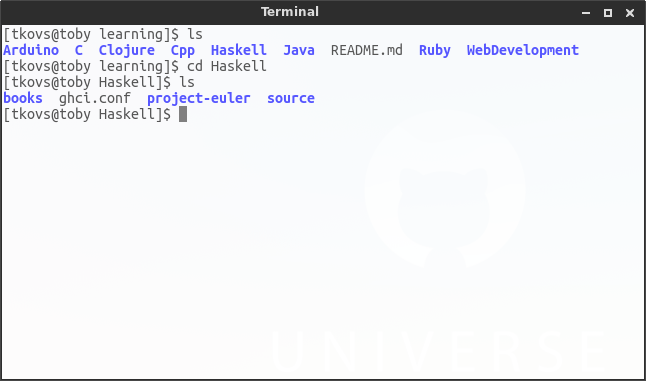 Terminal
[tkovs@toby learning]$ ls
Arduino  C  Clojure  Cpp  Haskell  Java  README.md  Ruby  WebDevelopment
[tkovs@toby learning]$ cd Haskell
[tkovs@toby Haskell]$ ls
books  ghci.conf  project-euler  source
[tkovs@toby Haskell]$
UNIVERSE